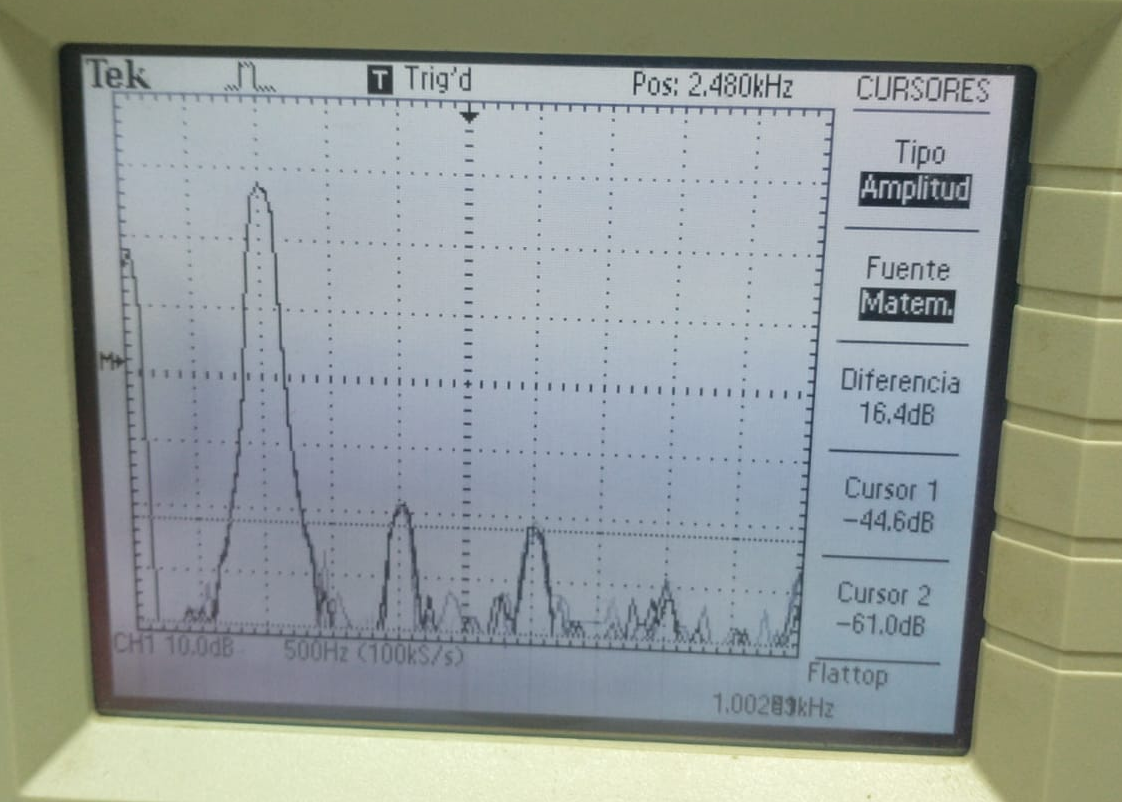 Tek
T Trig'd
Pos: 2.480kHz
CURSORES
Tipo
Amplitud
Fuente
Matem.
M
Diferencia
16.4dB
Cursor 1
-44.6dB
Cursor 2
-61.0dB
CH1 10.0dB
500Hz (100kS/s)
Flattop